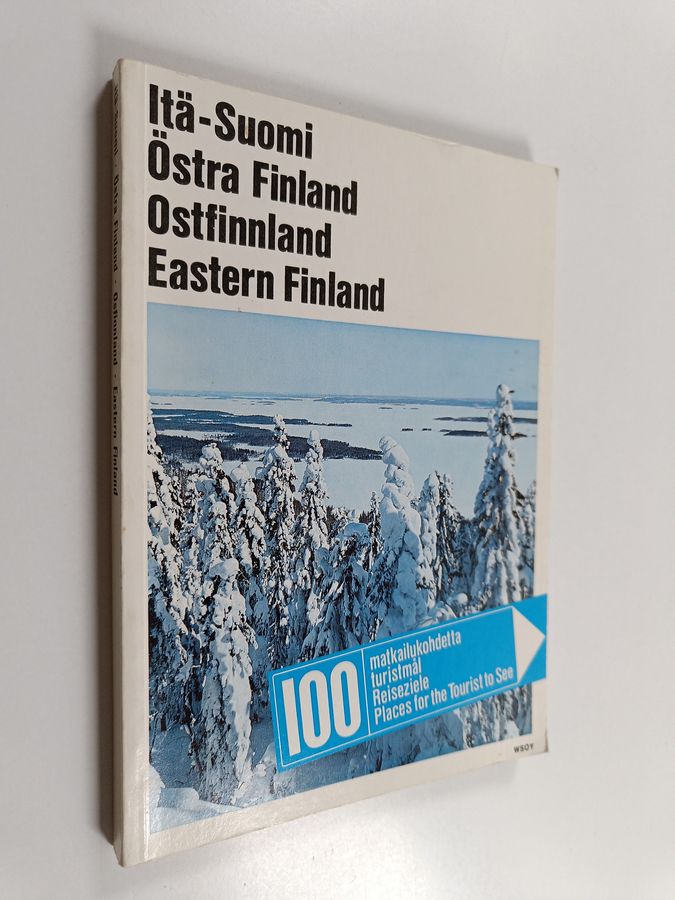 Itä-Suomi
Östra Finland
Ostfinnland
Eastern Finland
100
matkailukohdetta
turistmål
Reiseziele
Places for the Tourist to See
WSOY
Itä-Suomi · Östra Finland · Ostfinnland · Eastern Finland